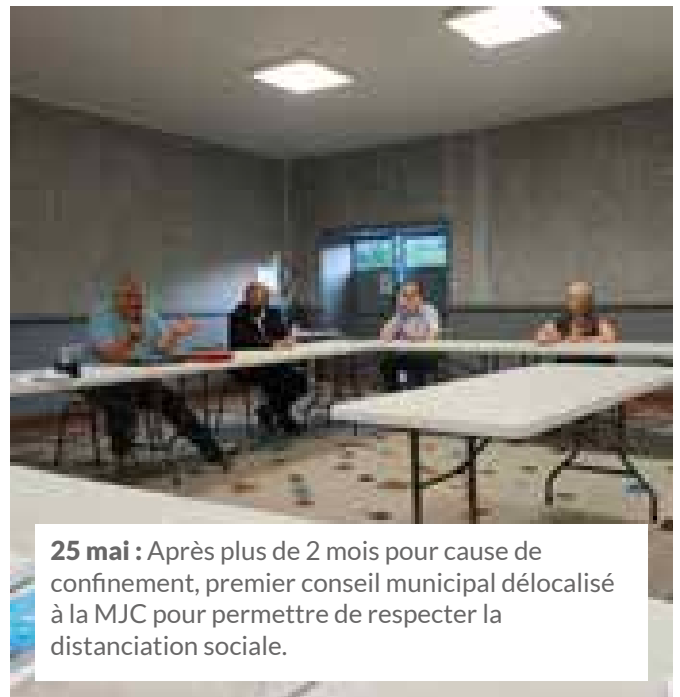 25 mai : Après plus de 2 mois pour cause de
confinement, premier conseil municipal délocalisé
à la MJC pour permettre de respecter la
distanciation sociale.